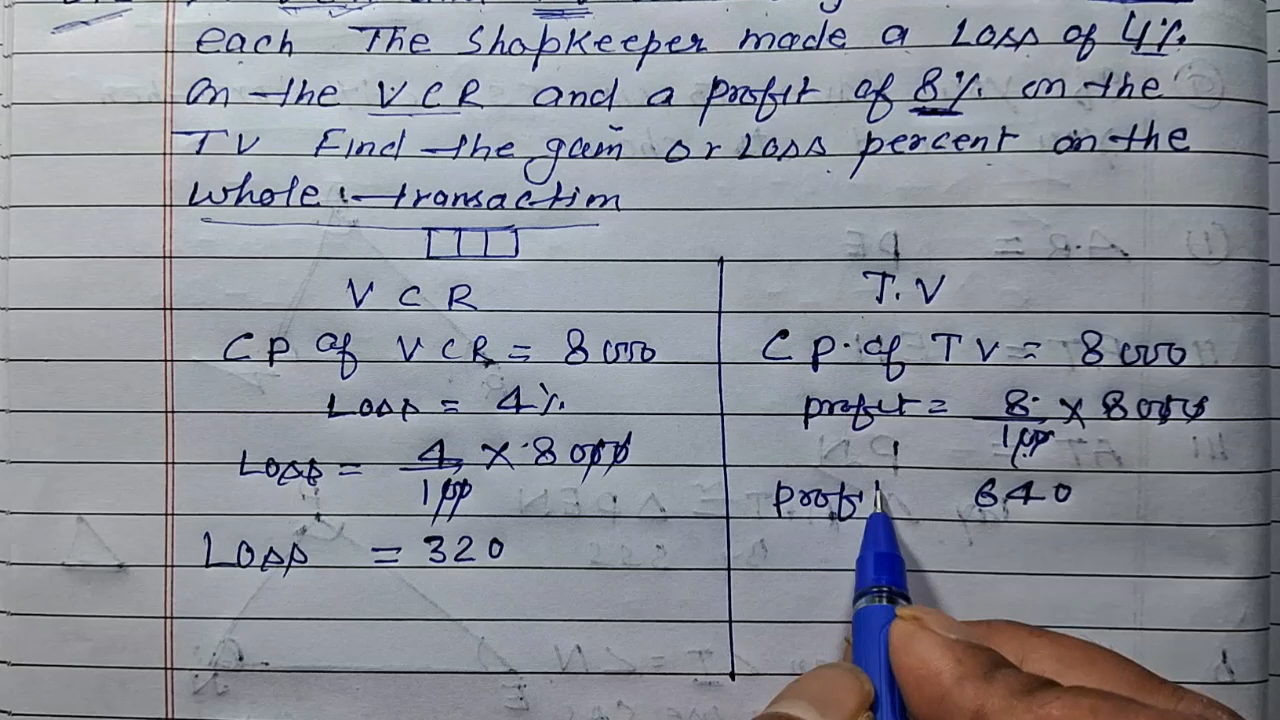 each The Shopkeeper made a Loss of 4%
on the VCR and a profit of 8% on the
TV Find the gain or Loss percent on the
whole transaction
VCR
T.V
CP of VCR = 8000
CP. of TV = 8000
Loss = 4%
profit = 8/100 × 8000
Loss = 4/100 × 8000
profi 640
Loss = 320